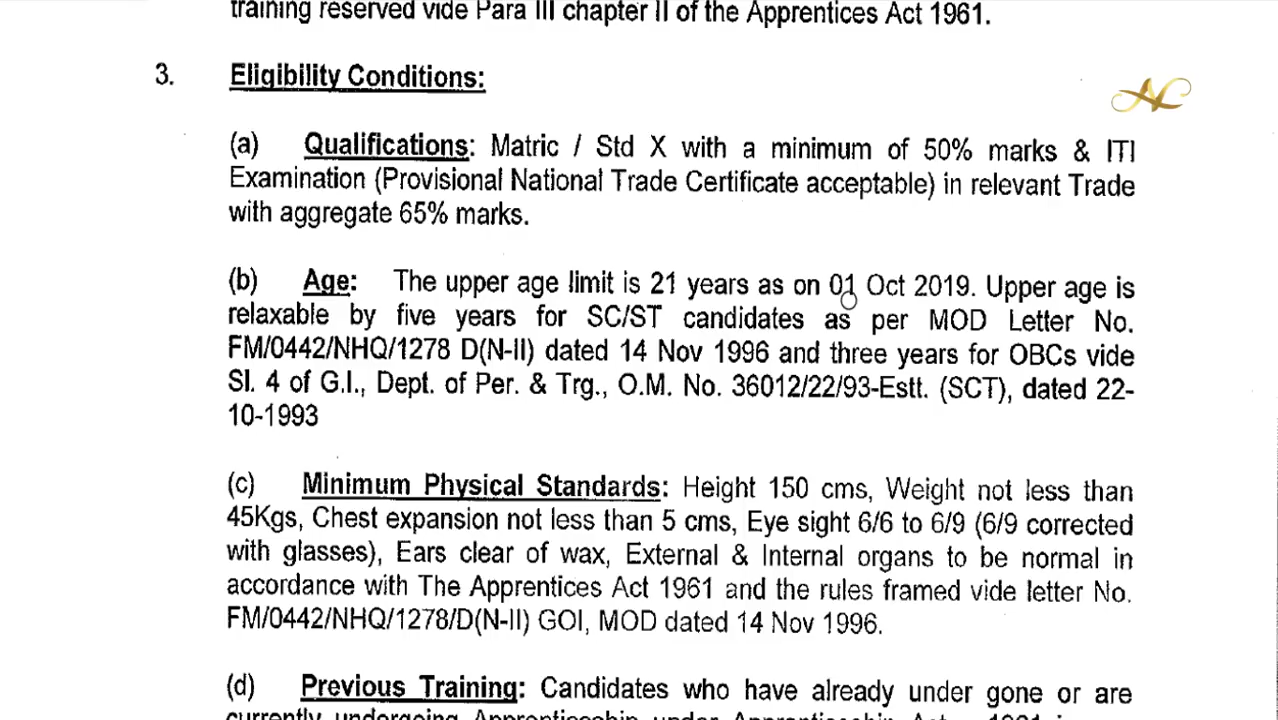 training reserved vide Para III chapter II of the Apprentices Act 1961.
3. Eligibility Conditions:
AC
(a) Qualifications: Matric / Std X with a minimum of 50% marks & ITI
Examination (Provisional National Trade Certificate acceptable) in relevant Trade
with aggregate 65% marks.
(b) Age: The upper age limit is 21 years as on 01 Oct 2019. Upper age is
relaxable by five years for SC/ST candidates as per MOD Letter No.
FM/0442/NHQ/1278 D(N-II) dated 14 Nov 1996 and three years for OBCs vide
Sl. 4 of G.I., Dept. of Per. & Trg., O.M. No. 36012/22/93-Estt. (SCT), dated 22-
10-1993
(c) Minimum Physical Standards: Height 150 cms, Weight not less than
45Kgs, Chest expansion not less than 5 cms, Eye sight 6/6 to 6/9 (6/9 corrected
with glasses), Ears clear of wax, External & Internal organs to be normal in
accordance with The Apprentices Act 1961 and the rules framed vide letter No.
FM/0442/NHQ/1278/D(N-II) GOI, MOD dated 14 Nov 1996.
(d) Previous Training: Candidates who have already under gone or are
currently undergoing Apprenticeship under Apprenticeship Act 1961